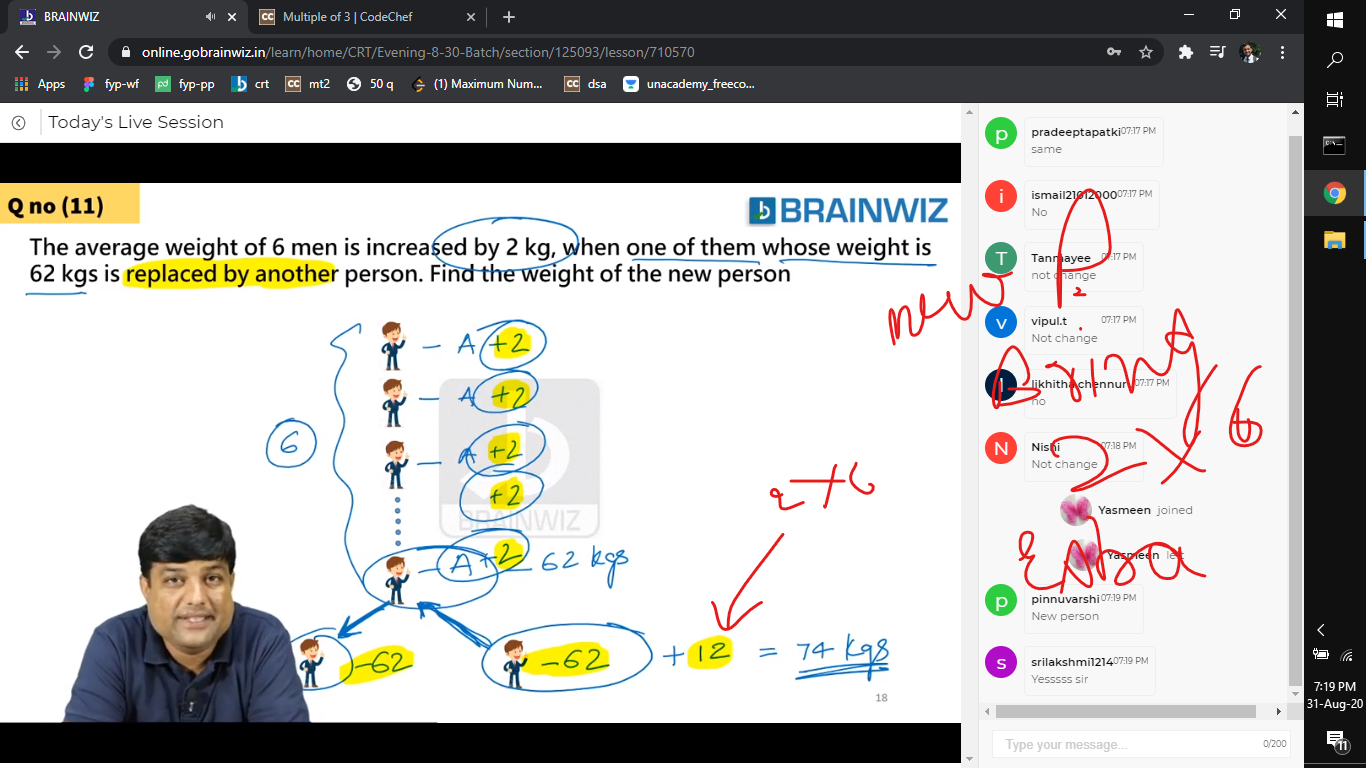 BRAINWIZ
Multiple of 3 | CodeChef
online.gobrainwiz.in/learn/home/CRT/Evening-8-30-Batch/section/125093/lesson/710570
Apps fyp-wf fyp-pp crt mt2 50 q (1) Maximum Num... dsa unacademy_freeco...
Today's Live Session
Q no (11)
BRAINWIZ
The average weight of 6 men is increased by 2 kg, when one of them whose weight is
62 kgs is replaced by another person. Find the weight of the new person
– A +2
– A +2
– A +2
+2
– A +2 – 62 kgs
6
BRAINWIZ
–62
–62 + 12 = 74 kgs
2 × 6
18
new P
2
Bring
2 × 6
Extra
p pradeeptapatki 07:17 PM
same
i ismail21012000 07:17 PM
No
T Tanmayee 07:17 PM
not change
v vipul.t 07:17 PM
Not change
l likhitha.chennuru 07:17 PM
no
N Nishi 07:18 PM
Not change
Yasmeen joined
Yasmeen left
p pinnuvarshi 07:19 PM
New person
s srilakshmi1214 07:19 PM
Yesssss sir
Type your message... 0/200
7:19 PM
31-Aug-20
11